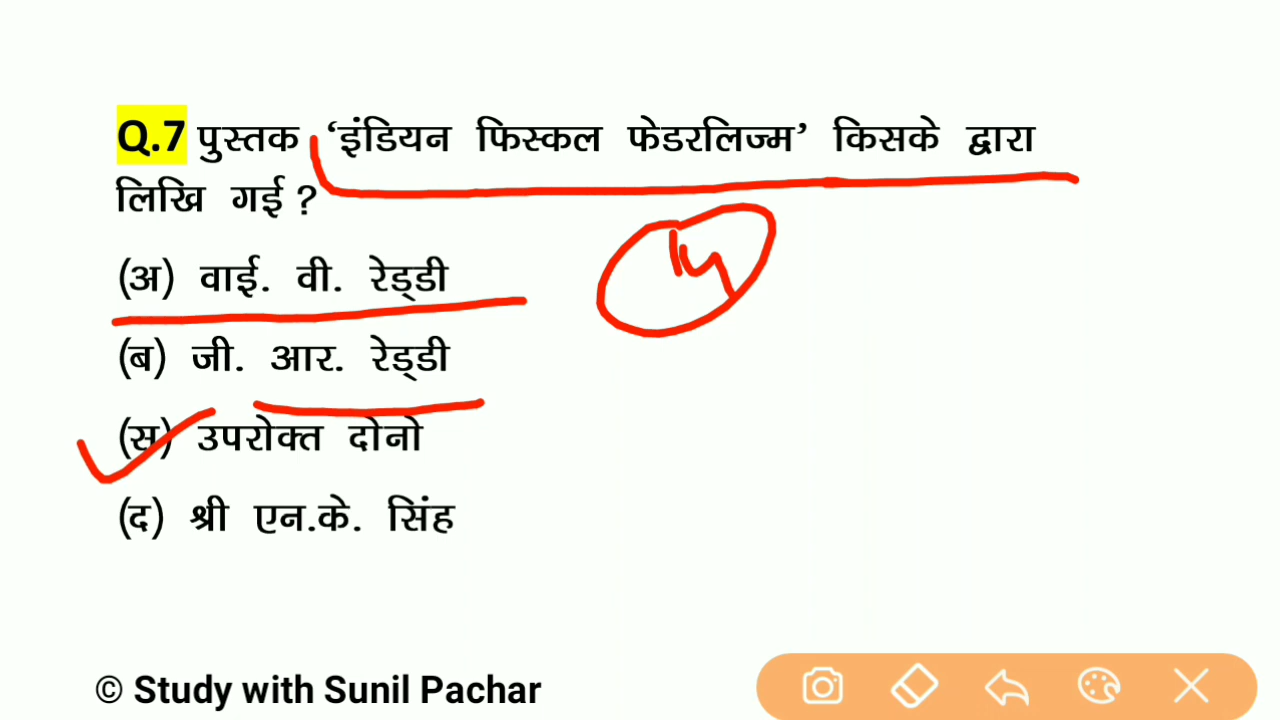 Q.7 पुस्तक 'इंडियन फिस्कल फेडरलिज्म' किसके द्वारा
लिखि गई ?
(अ) वाई. वी. रेड्डी
(ब) जी. आर. रेड्डी
(स) उपरोक्त दोनो
(द) श्री एन.के. सिंह
© Study with Sunil Pachar